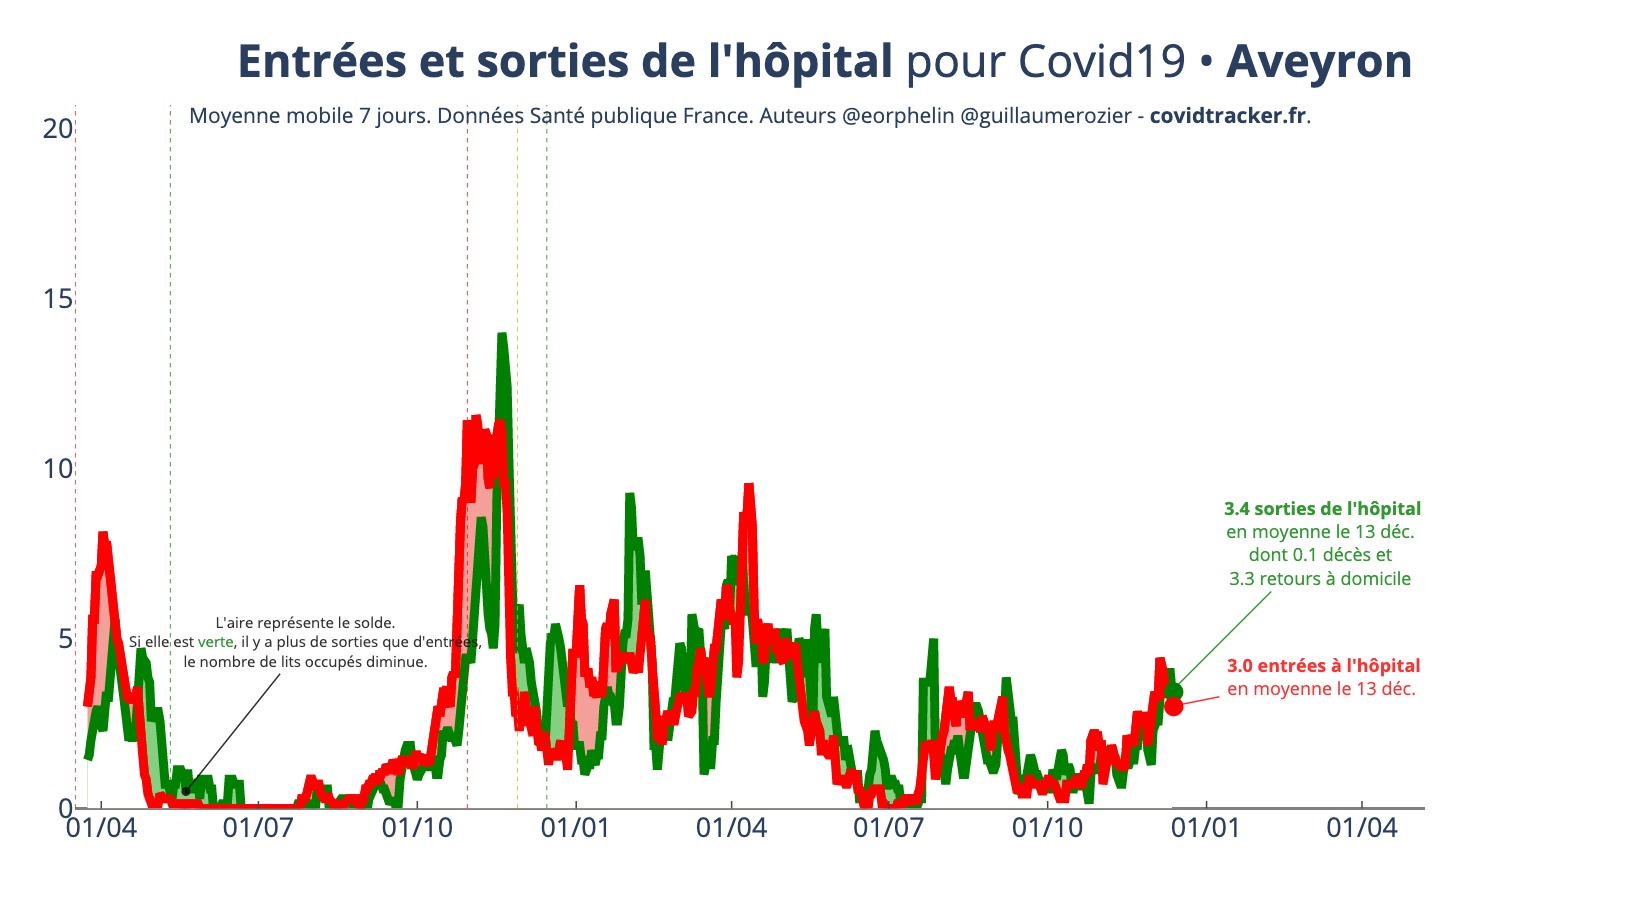 Entrées et sorties de l'hôpital pour Covid19 • Aveyron
Moyenne mobile 7 jours. Données Santé publique France. Auteurs @eorphelin @guillaumerozier - covidtracker.fr.
20
15
10
5
0
L'aire représente le solde.
Si elle est verte, il y a plus de sorties que d'entrées,
le nombre de lits occupés diminue.
3.4 sorties de l'hôpital
en moyenne le 13 déc.
dont 0.1 décès et
3.3 retours à domicile
3.0 entrées à l'hôpital
en moyenne le 13 déc.
01/04 01/07 01/10 01/01 01/04 01/07 01/10 01/01 01/04